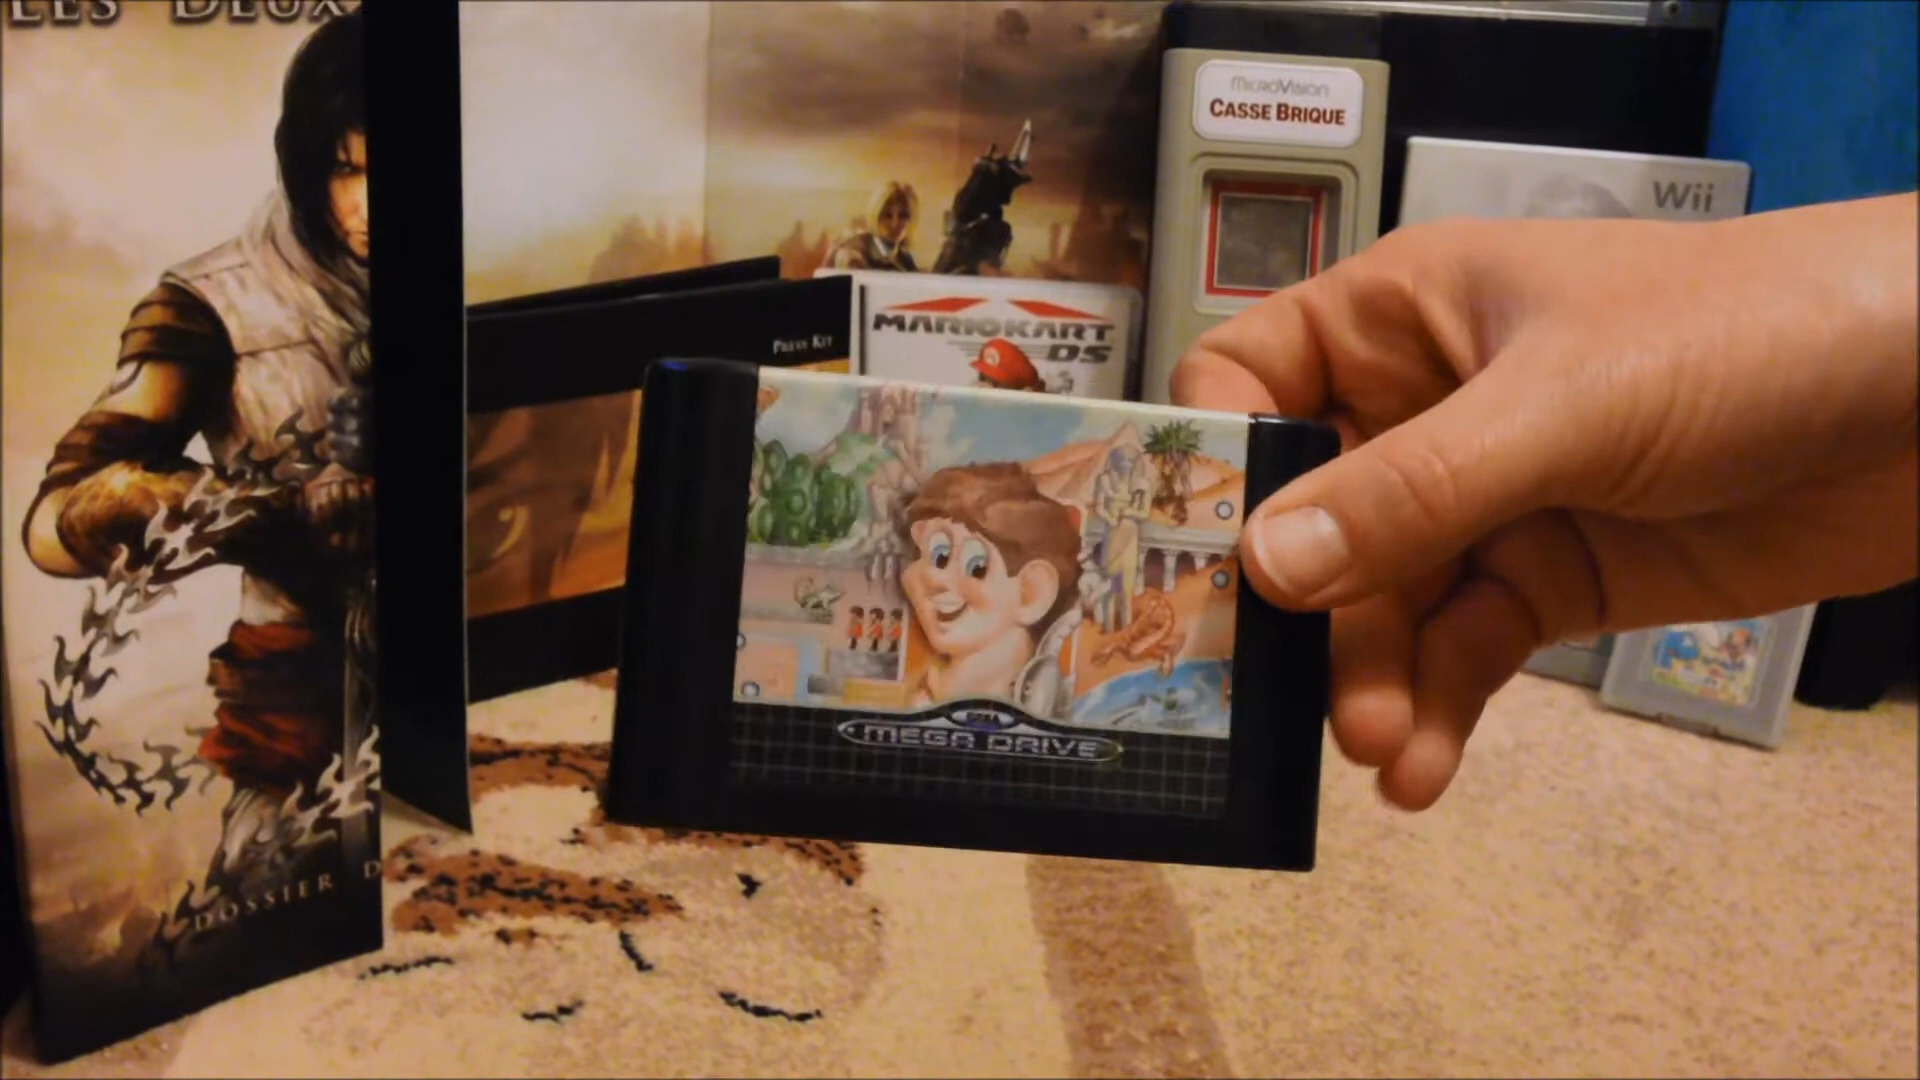 LES DEUX
MICROVISION
CASSE BRIQUE
Wii
MARIOKART
DS
PRESS KIT
SEGA
MEGA DRIVE
DOSSIER D